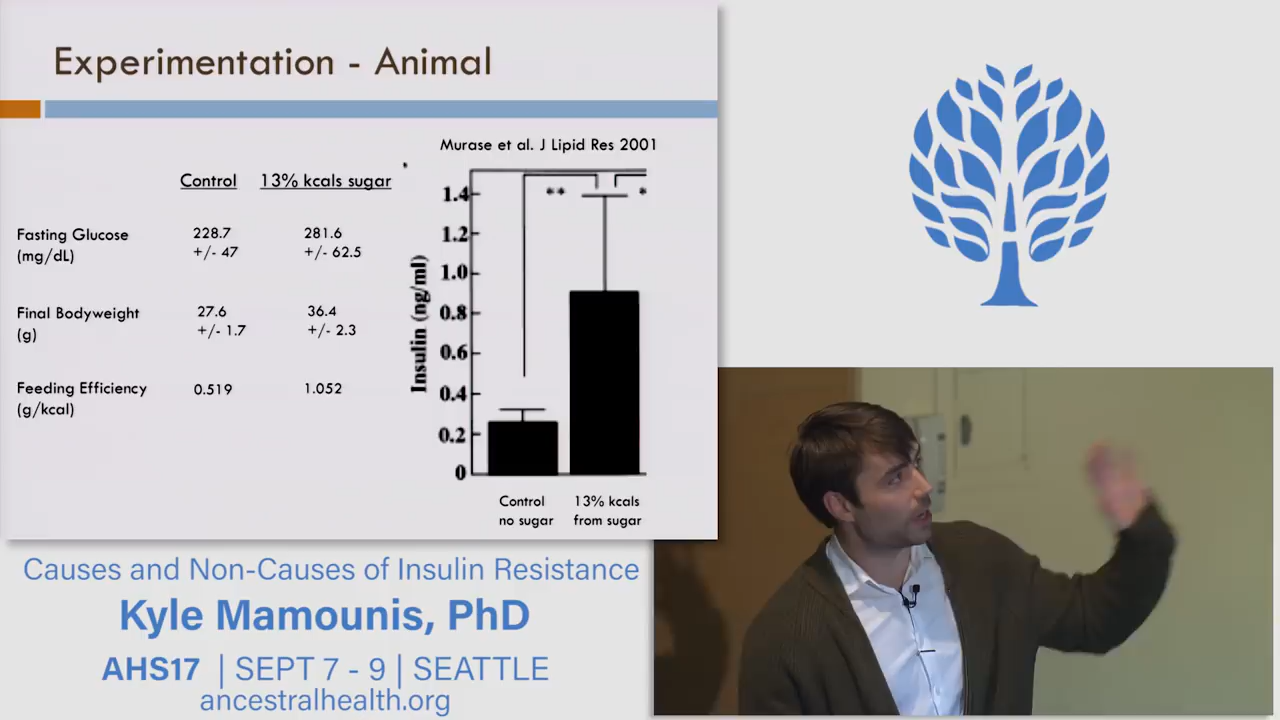 Experimentation - Animal
Murase et al. J Lipid Res 2001
Control 13% kcals sugar
Fasting Glucose 228.7 281.6
(mg/dL) +/- 47 +/- 62.5
Final Bodyweight 27.6 36.4
(g) +/- 1.7 +/- 2.3
Feeding Efficiency 0.519 1.052
(g/kcal)
Insulin (ng/ml)
1.4
1.2
1.0
0.8
0.6
0.4
0.2
0
** *
Control 13% kcals
no sugar from sugar
Causes and Non-Causes of Insulin Resistance
Kyle Mamounis, PhD
AHS17 | SEPT 7 - 9 | SEATTLE
ancestralhealth.org